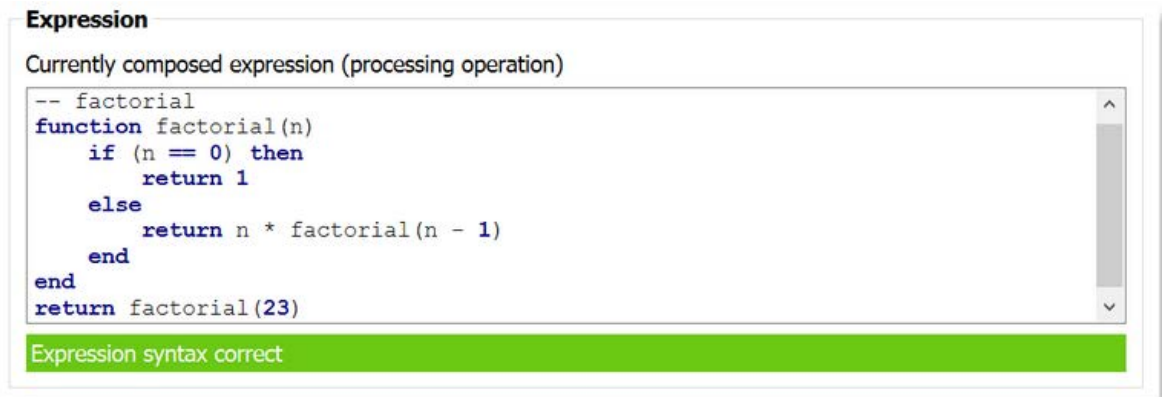 Expression
Currently composed expression (processing operation)
-- factorial
function factorial(n)
    if (n == 0) then
        return 1
    else
        return n * factorial(n - 1)
    end
end
return factorial(23)
Expression syntax correct